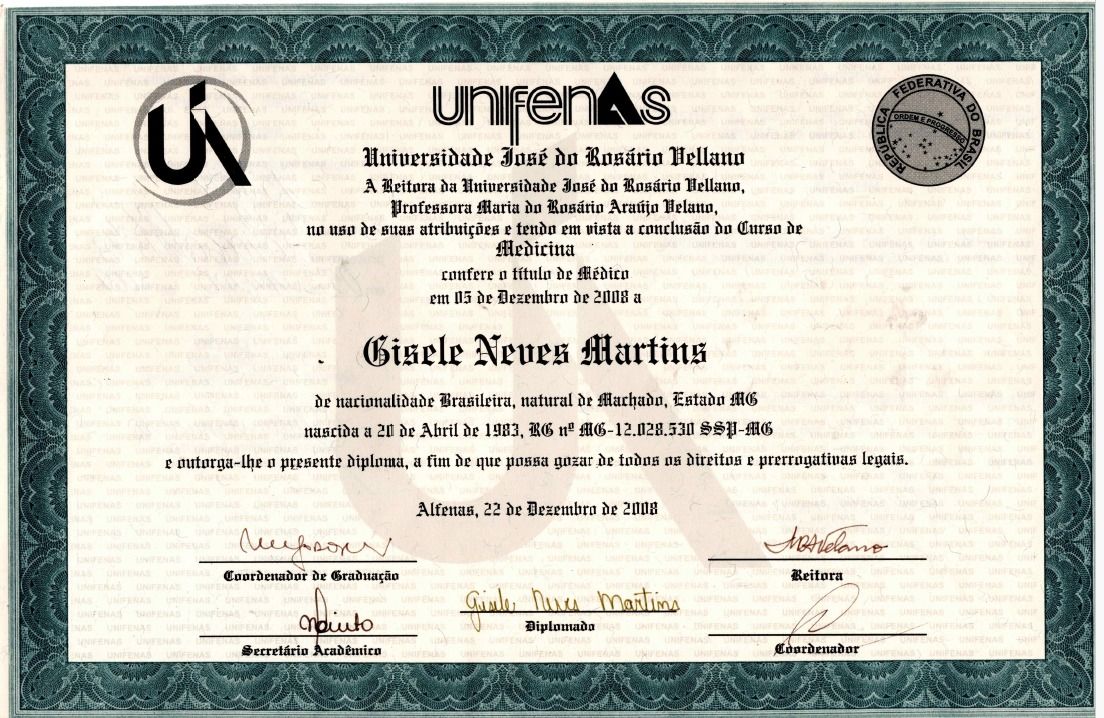 unifenas
REPÚBLICA FEDERATIVA DO BRASIL
ORDEM E PROGRESSO
Universidade José do Rosário Vellano
A Reitora da Universidade José do Rosário Vellano,
Professora Maria do Rosário Araújo Velano,
no uso de suas atribuições e tendo em vista a conclusão do Curso de
Medicina
confere o título de Médico
em 05 de Dezembro de 2008 a
Gisele Neves Martins
de nacionalidade Brasileira, natural de Machado, Estado MG
nascida a 20 de Abril de 1983, RG nº MG-12.028.530 SSP-MG
e outorga-lhe o presente diploma, a fim de que possa gozar de todos os direitos e prerrogativas legais.
Alfenas, 22 de Dezembro de 2008
Coordenador de Graduação
Reitora
Gisele Neves Martins
Diplomado
Secretário Acadêmico
Coordenador